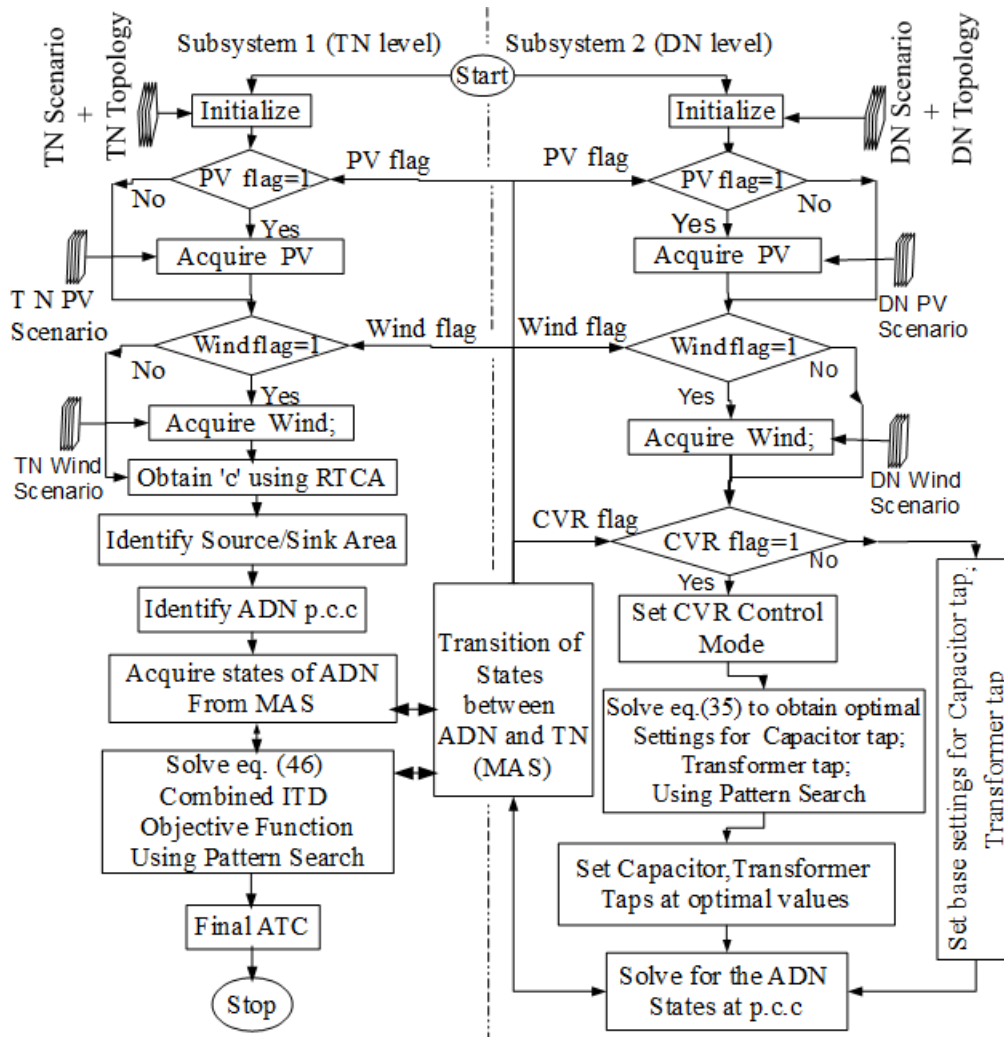 Subsystem 1 (TN level)
Subsystem 2 (DN level)
Start
TN Scenario
+
TN Topology
Initialize
Initialize
DN Scenario
+
DN Topology
PV flag
PV flag
PV flag=1
PV flag=1
No
No
Yes
Yes
Acquire PV
Acquire PV
T N PV
Scenario
DN PV
Scenario
Wind flag
Wind flag
Wind flag=1
Wind flag=1
No
No
Yes
Yes
Acquire Wind;
Acquire Wind;
TN Wind
Scenario
DN Wind
Scenario
Obtain 'c' using RTCA
CVR flag
CVR flag=1
No
Yes
Identify Source/Sink Area
Identify ADN p.c.c
Acquire states of ADN
From MAS
Solve eq. (46)
Combined ITD
Objective Function
Using Pattern Search
Final ATC
Stop
Transition of
States
between
ADN and TN
(MAS)
Set CVR Control
Mode
Solve eq.(35) to obtain optimal
Settings for Capacitor tap;
Transformer tap;
Using Pattern Search
Set Capacitor,Transformer
Taps at optimal values
Solve for the ADN
States at p.c.c
Set base settings for Capacitor tap;
Transformer tap